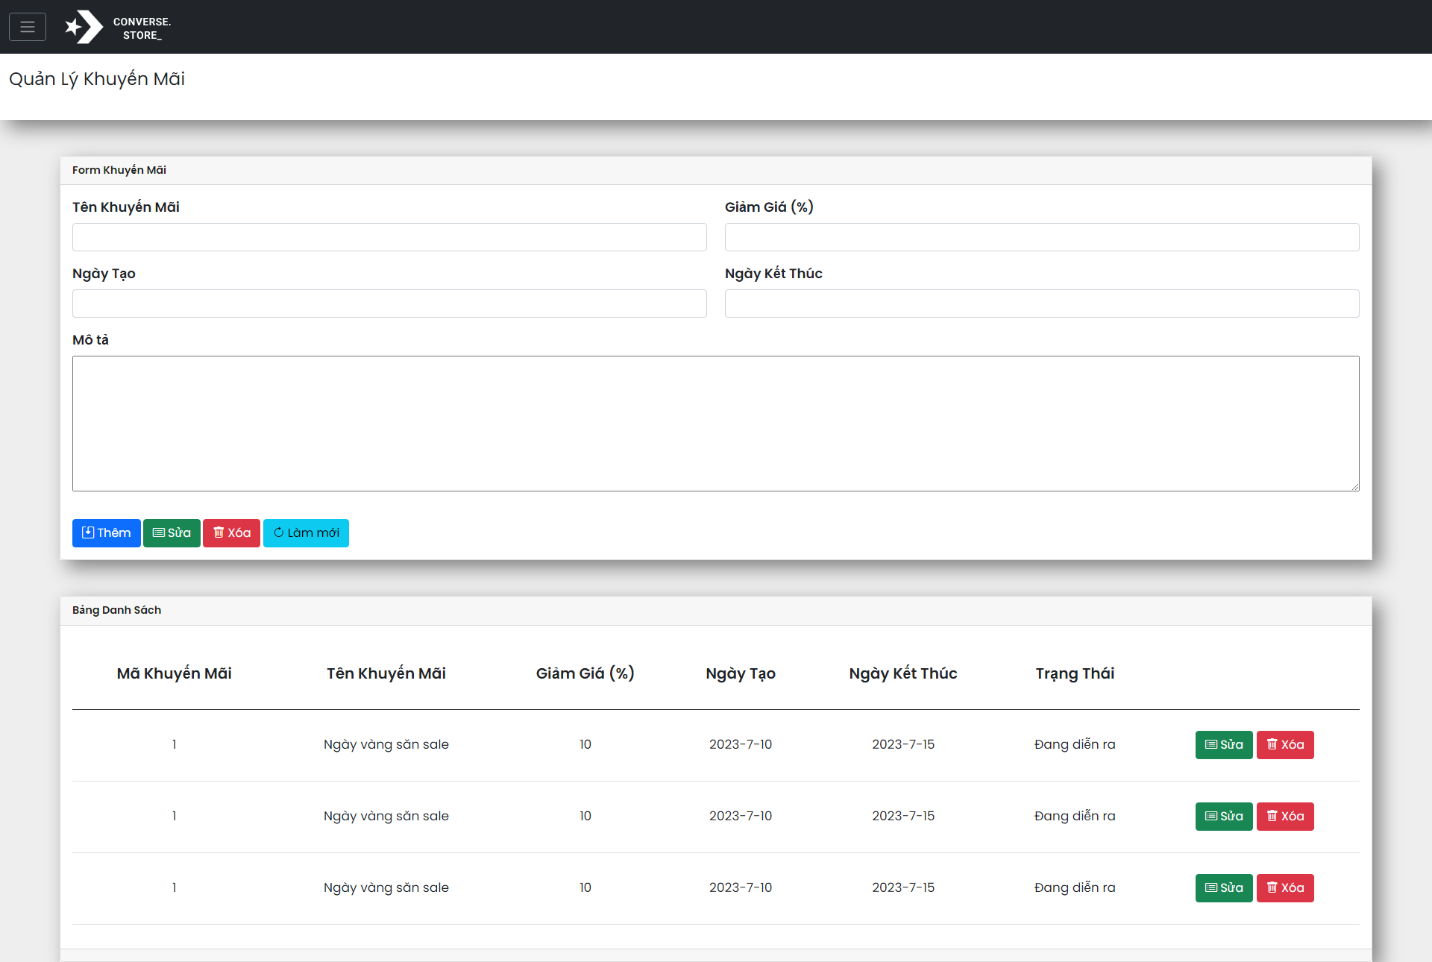 CONVERSE.
STORE_
Quản Lý Khuyến Mãi
Form Khuyến Mãi
Tên Khuyến Mãi Giảm Giá (%)
Ngày Tạo Ngày Kết Thúc
Mô tả
Thêm Sửa Xóa Làm mới
Bảng Danh Sách
Mã Khuyến Mãi Tên Khuyến Mãi Giảm Giá (%) Ngày Tạo Ngày Kết Thúc Trạng Thái
1 Ngày vàng săn sale 10 2023-7-10 2023-7-15 Đang diễn ra Sửa Xóa
1 Ngày vàng săn sale 10 2023-7-10 2023-7-15 Đang diễn ra Sửa Xóa
1 Ngày vàng săn sale 10 2023-7-10 2023-7-15 Đang diễn ra Sửa Xóa